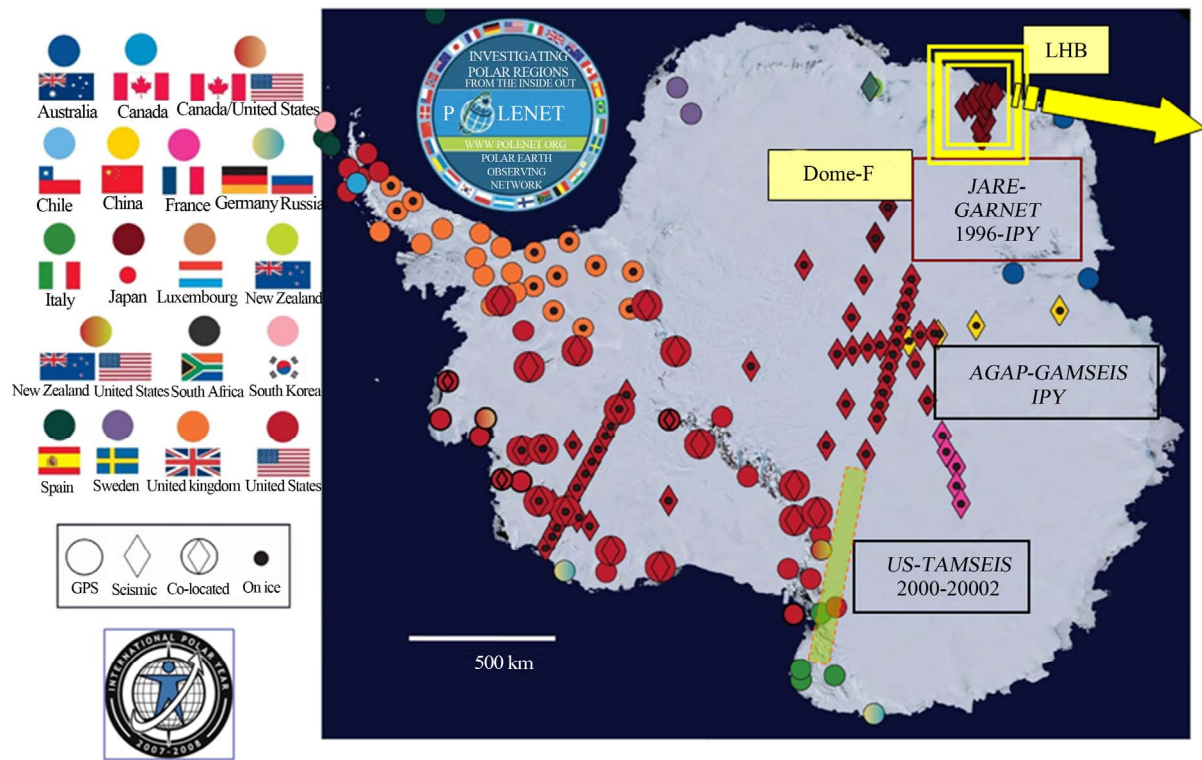 Australia
Canada
Canada/United States
Chile
China
France
Germany Russia
Italy
Japan
Luxembourg
New Zealand
New Zealand
United States
South Africa
South Korea
Spain
Sweden
United kingdom
United States
GPS
Seismic
Co-located
On ice
INTERNATIONAL POLAR YEAR
2007-2008
INVESTIGATING
POLAR REGIONS
FROM THE INSIDE OUT
P LENET
WWW POLENET ORG
POLAR EARTH
OBSERVING
NETWORK
LHB
Dome-F
JARE-
GARNET
1996-IPY
AGAP-GAMSEIS
IPY
US-TAMSEIS
2000-20002
500 km